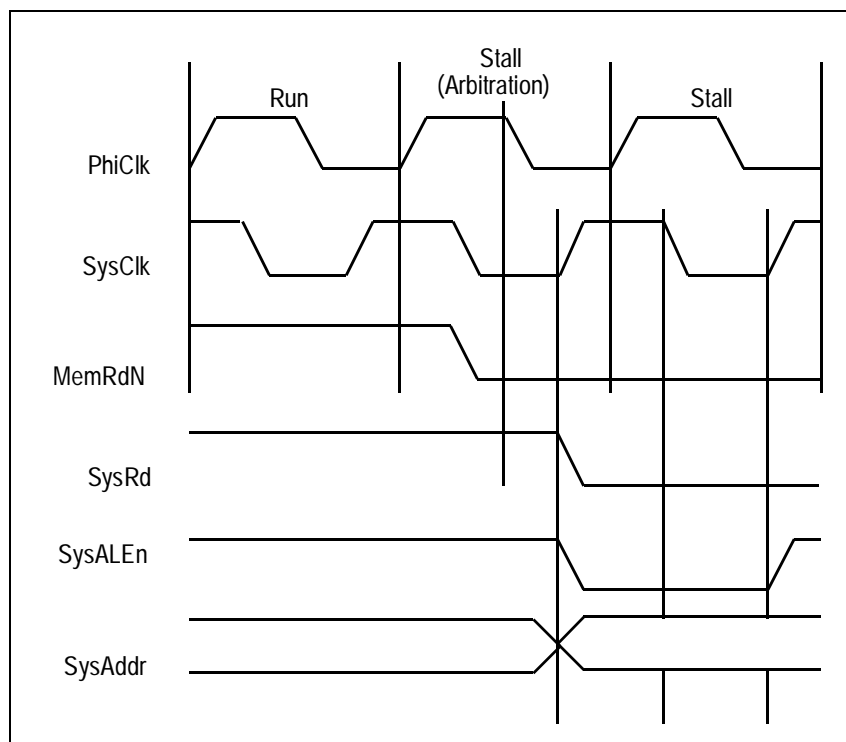 Stall
(Arbitration)
Run
Stall
PhiClk
SysClk
MemRdN
SysRd
SysALEn
SysAddr